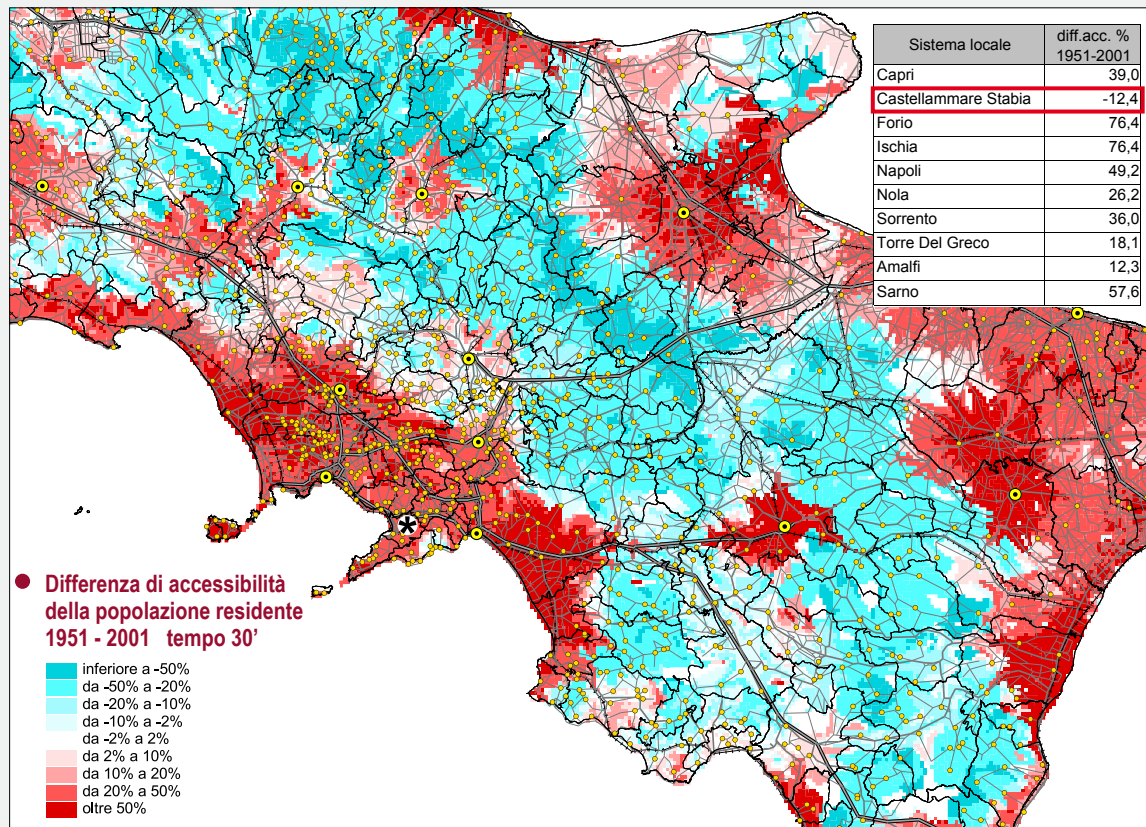 Sistema locale diff.acc. % 1951-2001
Capri 39,0
Castellammare Stabia -12,4
Forio 76,4
Ischia 76,4
Napoli 49,2
Nola 26,2
Sorrento 36,0
Torre Del Greco 18,1
Amalfi 12,3
Sarno 57,6
*
Differenza di accessibilità
della popolazione residente
1951 - 2001 tempo 30’
inferiore a -50%
da -50% a -20%
da -20% a -10%
da -10% a -2%
da -2% a 2%
da 2% a 10%
da 10% a 20%
da 20% a 50%
oltre 50%